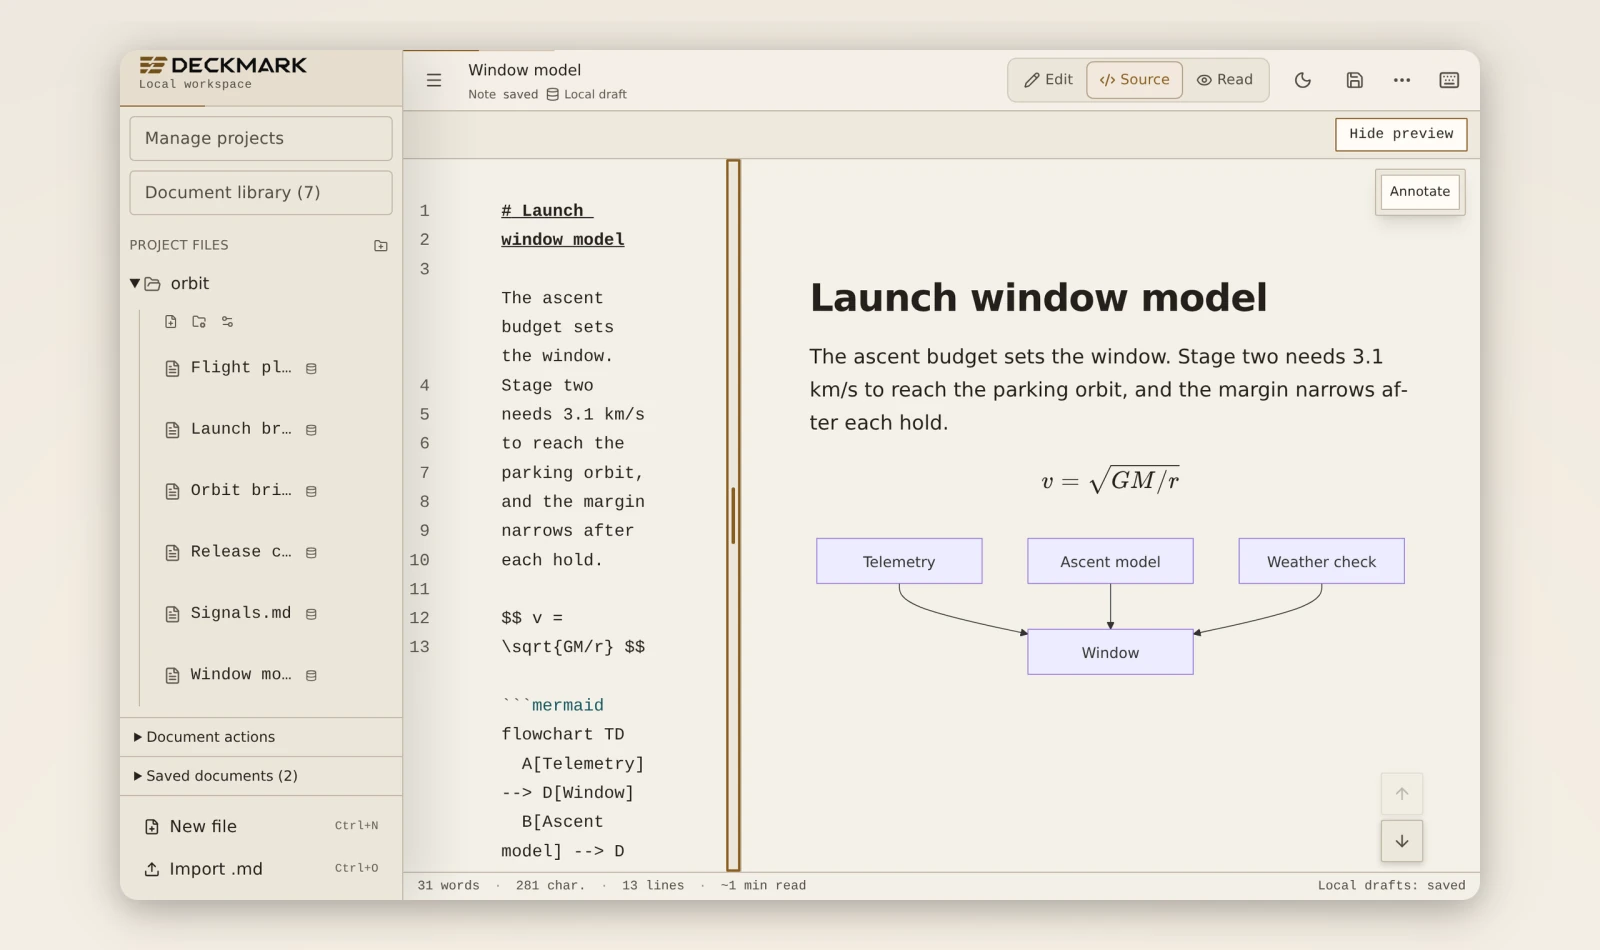 DECKMARK
Local workspace
Manage projects
Document library (7)
PROJECT FILES
orbit
Flight pl…
Launch br…
Orbit bri…
Release c…
Signals.md
Window mo…
Document actions
Saved documents (2)
New file Ctrl+N
Import .md Ctrl+O
Window model
Note saved Local draft
Edit Source Read
Hide preview
1 # Launch
2 window model
3
The ascent
budget sets
the window.
4 Stage two
5 needs 3.1 km/s
6 to reach the
7 parking orbit,
8 and the margin
9 narrows after
10 each hold.
11
12 $$ v =
13 \sqrt{GM/r} $$
```mermaid
flowchart TD
A[Telemetry]
--> D[Window]
B[Ascent
model] --> D
Annotate
Launch window model
The ascent budget sets the window. Stage two needs 3.1
km/s to reach the parking orbit, and the margin narrows af-
ter each hold.
v = √GM/r
Telemetry Ascent model Weather check
Window
31 words · 281 char. · 13 lines · ~1 min read
Local drafts: saved